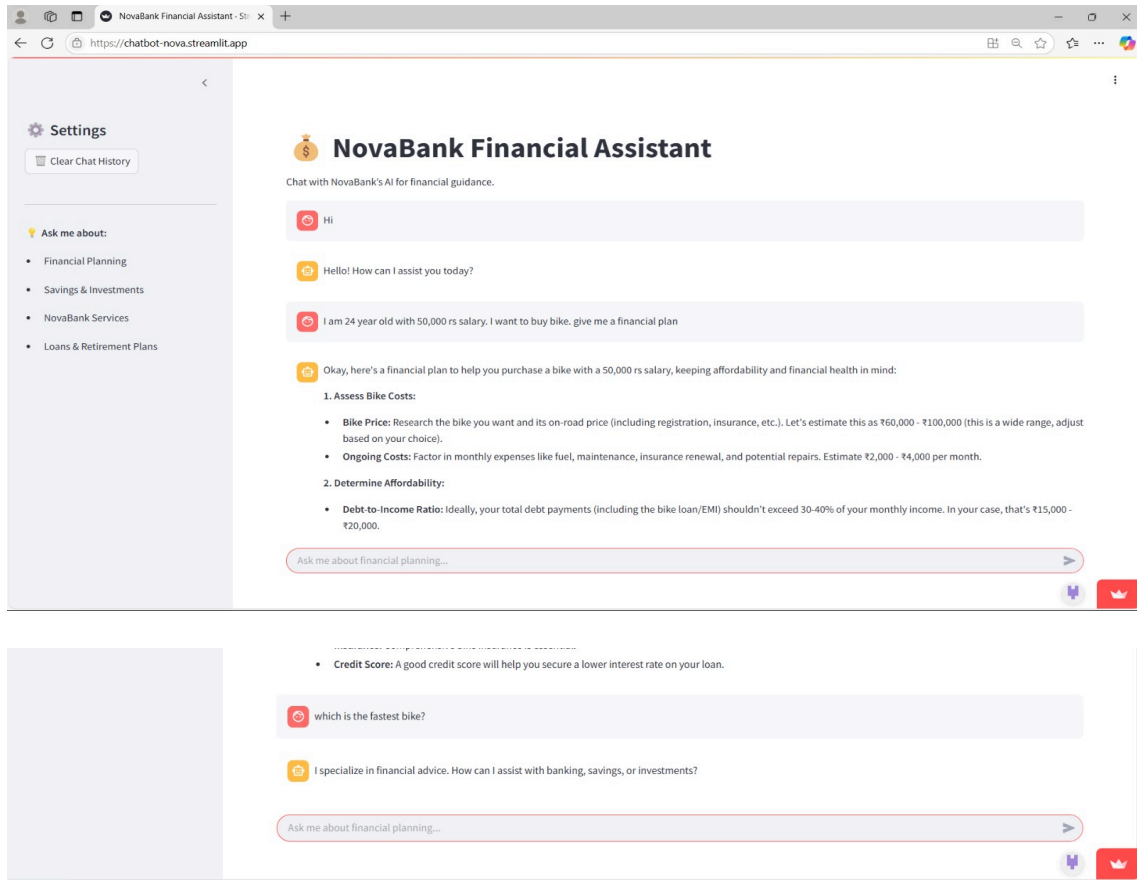 NovaBank Financial Assistant - Str
https://chatbot-nova.streamlit.app
Settings
Clear Chat History
Ask me about:
• Financial Planning
• Savings & Investments
• NovaBank Services
• Loans & Retirement Plans
NovaBank Financial Assistant
Chat with NovaBank's AI for financial guidance.
Hi
Hello! How can I assist you today?
I am 24 year old with 50,000 rs salary. I want to buy bike. give me a financial plan
Okay, here's a financial plan to help you purchase a bike with a 50,000 rs salary, keeping affordability and financial health in mind:
1. Assess Bike Costs:
• Bike Price: Research the bike you want and its on-road price (including registration, insurance, etc.). Let's estimate this as ₹60,000 - ₹100,000 (this is a wide range, adjust
based on your choice).
• Ongoing Costs: Factor in monthly expenses like fuel, maintenance, insurance renewal, and potential repairs. Estimate ₹2,000 - ₹4,000 per month.
2. Determine Affordability:
• Debt-to-Income Ratio: Ideally, your total debt payments (including the bike loan/EMI) shouldn't exceed 30-40% of your monthly income. In your case, that's ₹15,000 -
₹20,000.
Ask me about financial planning...
• Credit Score: A good credit score will help you secure a lower interest rate on your loan.
which is the fastest bike?
I specialize in financial advice. How can I assist with banking, savings, or investments?
Ask me about financial planning...